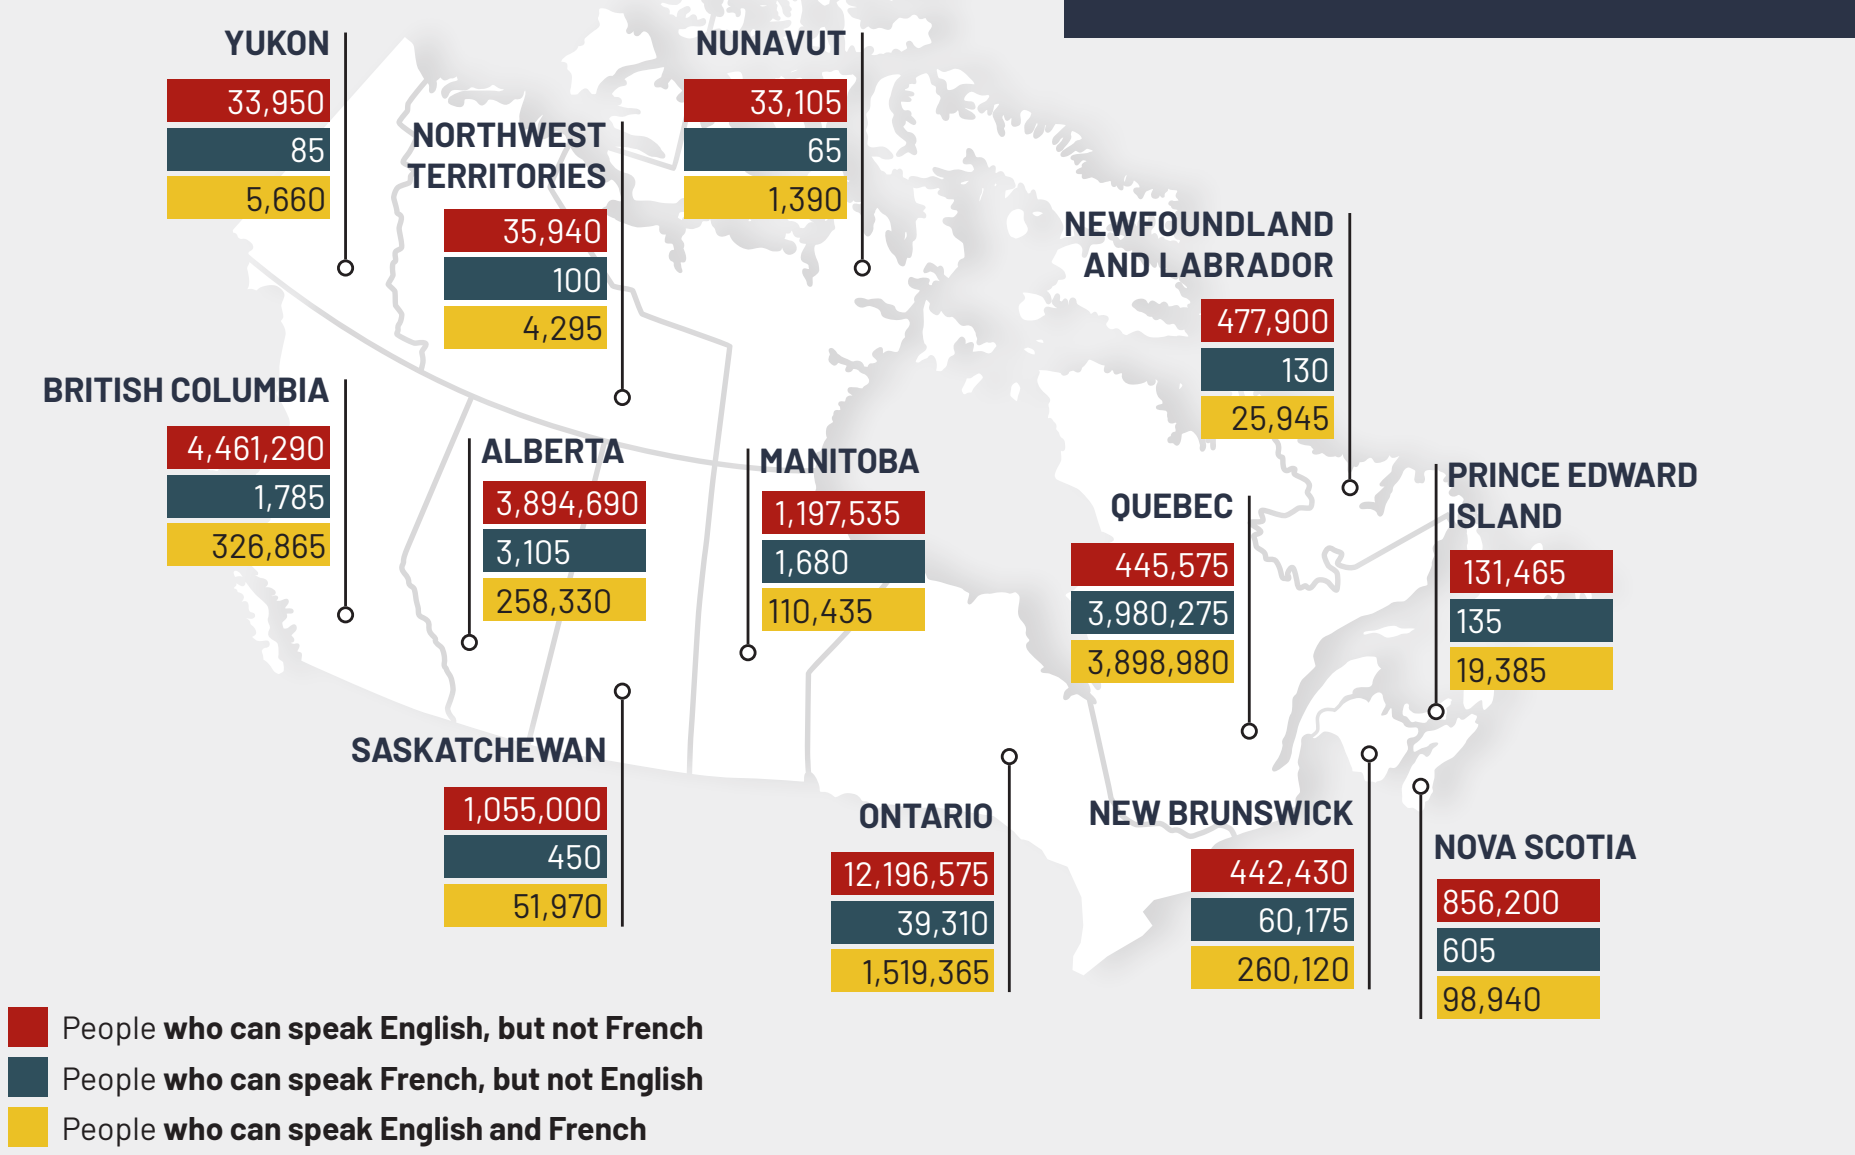 YUKON
33,950
85
5,660
NORTHWEST
TERRITORIES
35,940
100
4,295
NUNAVUT
33,105
65
1,390
NEWFOUNDLAND
AND LABRADOR
477,900
130
25,945
BRITISH COLUMBIA
4,461,290
1,785
326,865
ALBERTA
3,894,690
3,105
258,330
MANITOBA
1,197,535
1,680
110,435
QUEBEC
445,575
3,980,275
3,898,980
PRINCE EDWARD
ISLAND
131,465
135
19,385
SASKATCHEWAN
1,055,000
450
51,970
ONTARIO
12,196,575
39,310
1,519,365
NEW BRUNSWICK
442,430
60,175
260,120
NOVA SCOTIA
856,200
605
98,940
People who can speak English, but not French
People who can speak French, but not English
People who can speak English and French